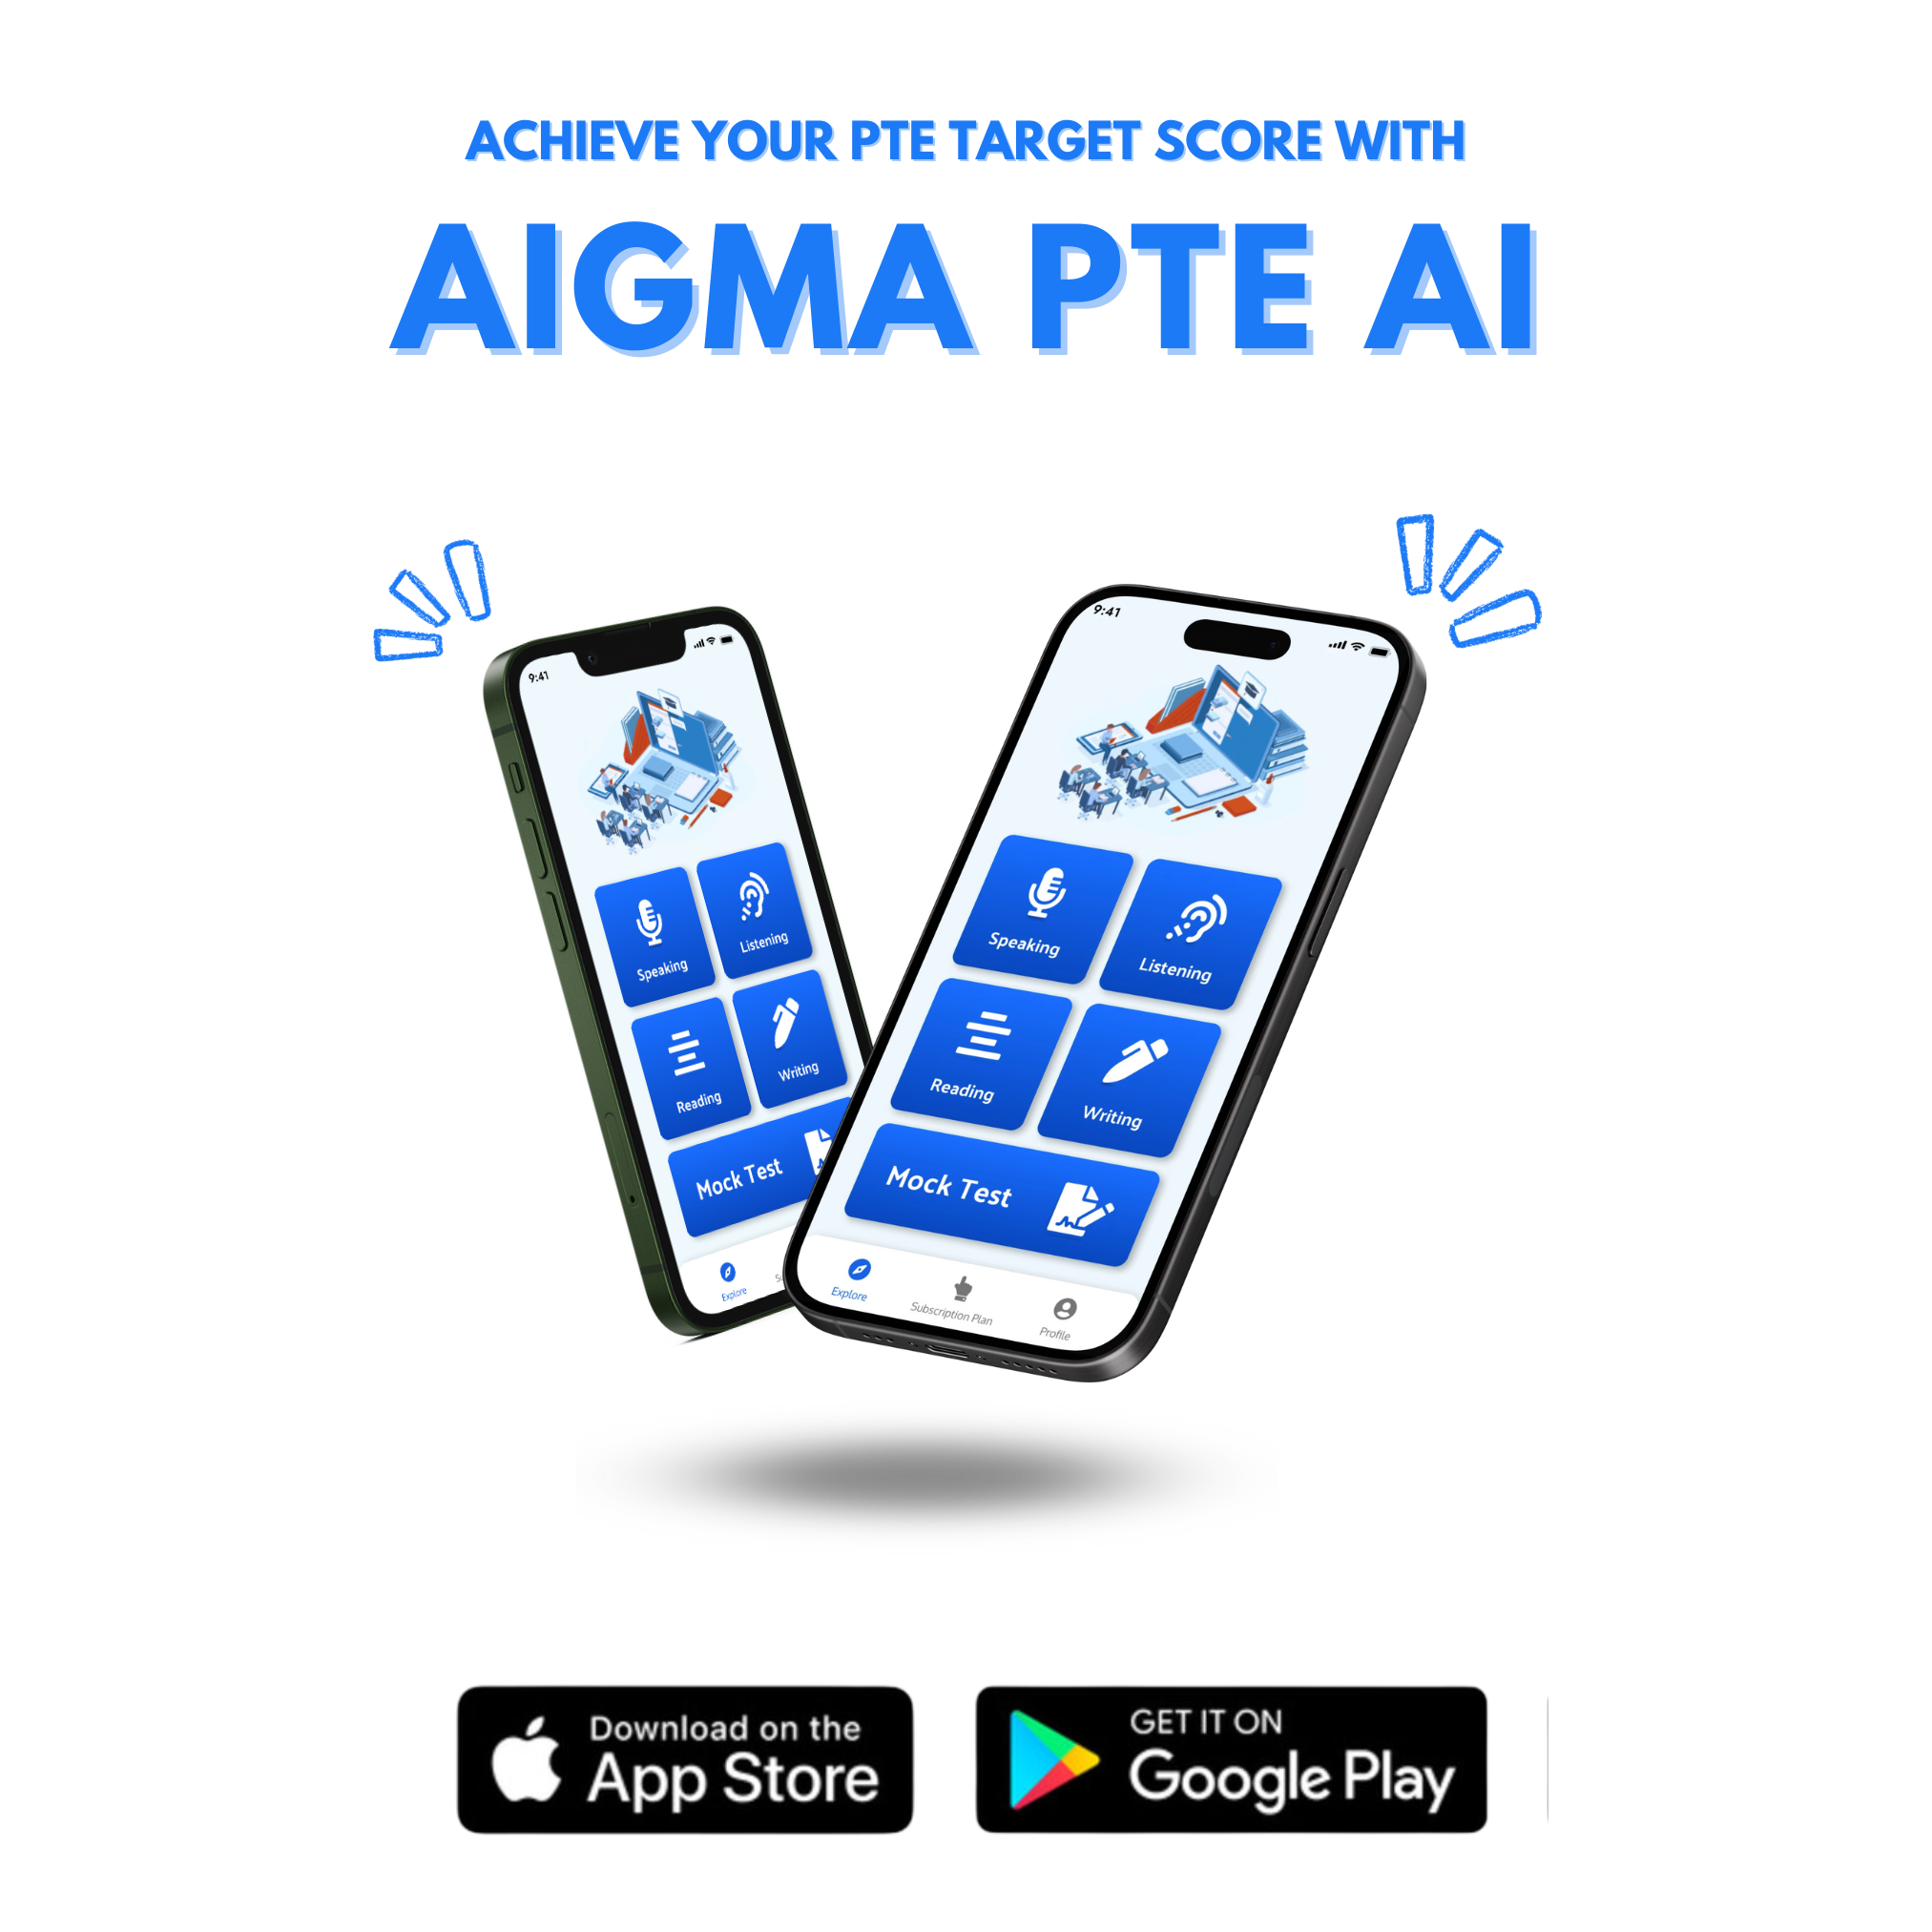 ACHIEVE YOUR PTE TARGET SCORE WITH
AIGMA PTE AI
9:41
Speaking
Listening
Reading
Writing
Mock Test
Explore
9:41
Speaking
Listening
Reading
Writing
Mock Test
Explore
Subscription Plan
Profile
Download on the
App Store
GET IT ON
Google Play